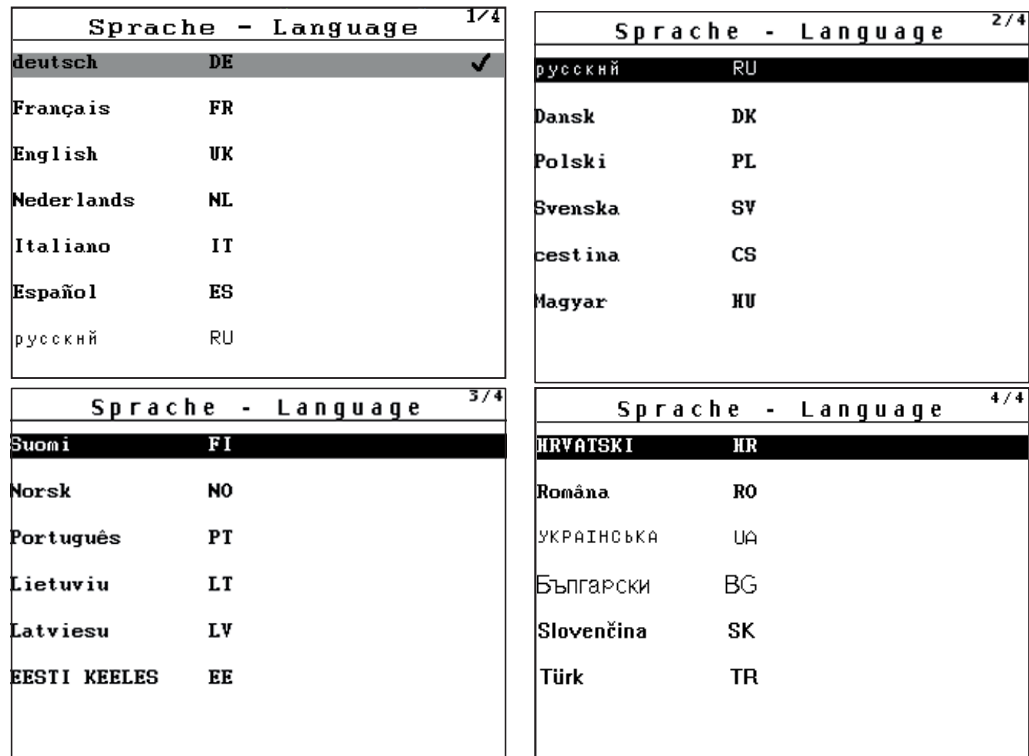 Sprache - Language 1/4
deutsch DE ✓
Français FR
English UK
Nederlands NL
Italiano IT
Español ES
русскнй RU
Sprache - Language 2/4
русскнй RU
Dansk DK
Polski PL
Svenska SV
cestina CS
Magyar HU
Sprache - Language 3/4
Suomi FI
Norsk NO
Português PT
Lietuviu LT
Latviesu LV
EESTI KEELES EE
Sprache - Language 4/4
HRVATSKI HR
Româna RO
УКРАІНСЬКА UA
Български BG
Slovenčina SK
Türk TR